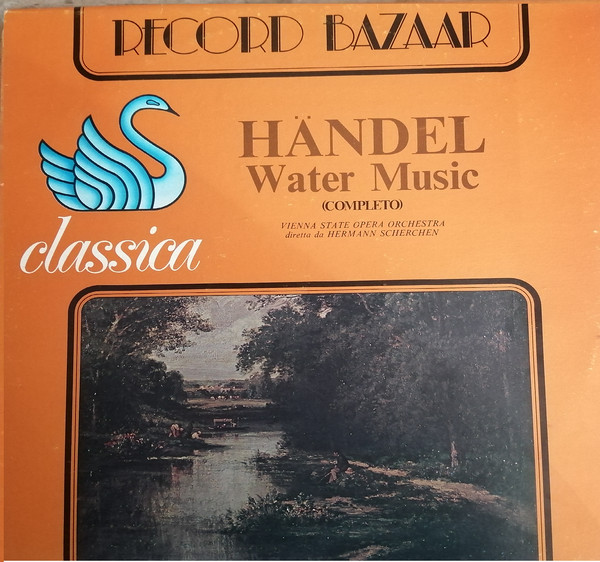 RECORD BAZAAR
HÄNDEL
Water Music
(COMPLETO)
VIENNA STATE OPERA ORCHESTRA
diretta da HERMANN SCHERCHEN
classica